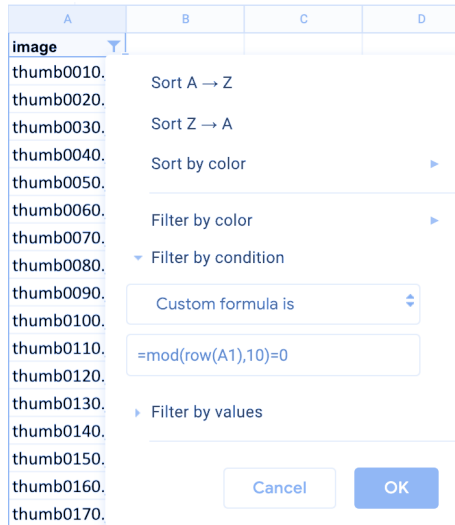 A B C D
image
thumb0010.
thumb0020.
thumb0030.
thumb0040.
thumb0050.
thumb0060.
thumb0070.
thumb0080.
thumb0090.
thumb0100.
thumb0110.
thumb0120.
thumb0130.
thumb0140.
thumb0150.
thumb0160.
thumb0170.
Sort A → Z
Sort Z → A
Sort by color
Filter by color
Filter by condition
Custom formula is
=mod(row(A1),10)=0
Filter by values
Cancel OK